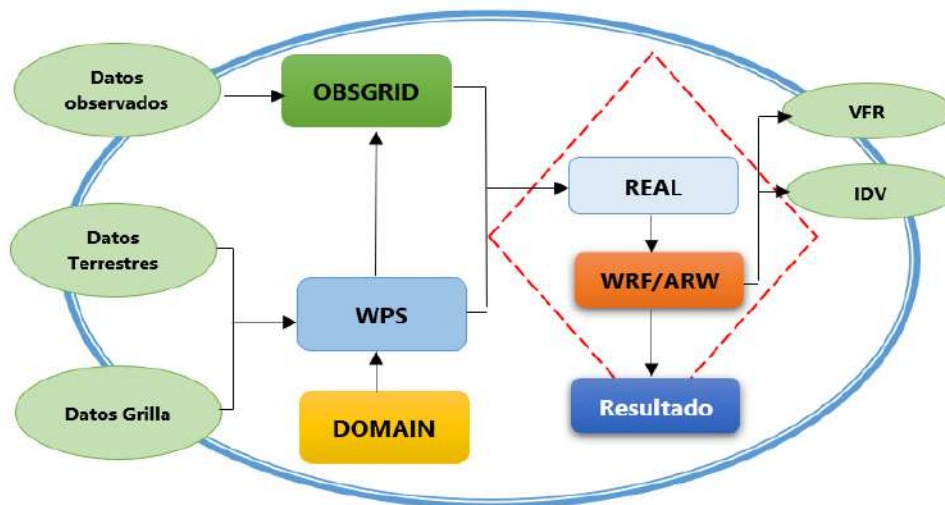 Datos
observados
OBSGRID
VFR
REAL
IDV
Datos
Terrestres
WRF/ARW
WPS
Datos Grilla
DOMAIN
Resultado